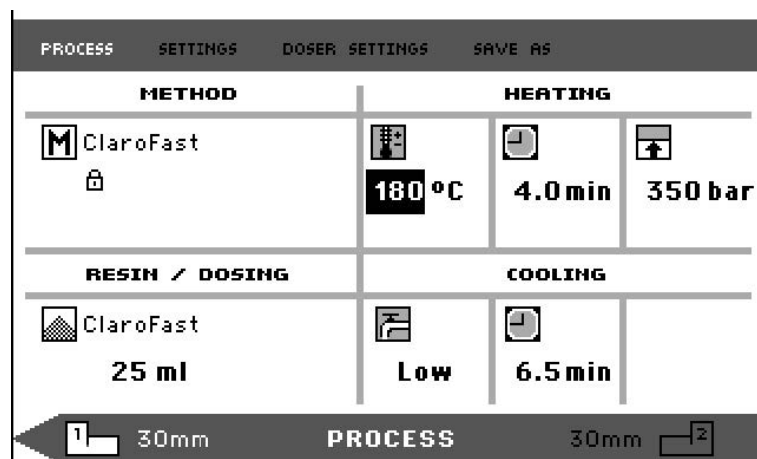 PROCESS SETTINGS DOSER SETTINGS SAVE AS
METHOD HEATING
M ClaroFast
180 ºC 4.0 min 350 bar
RESIN / DOSING COOLING
ClaroFast
25 ml Low 6.5 min
1 30mm PROCESS 30mm 2